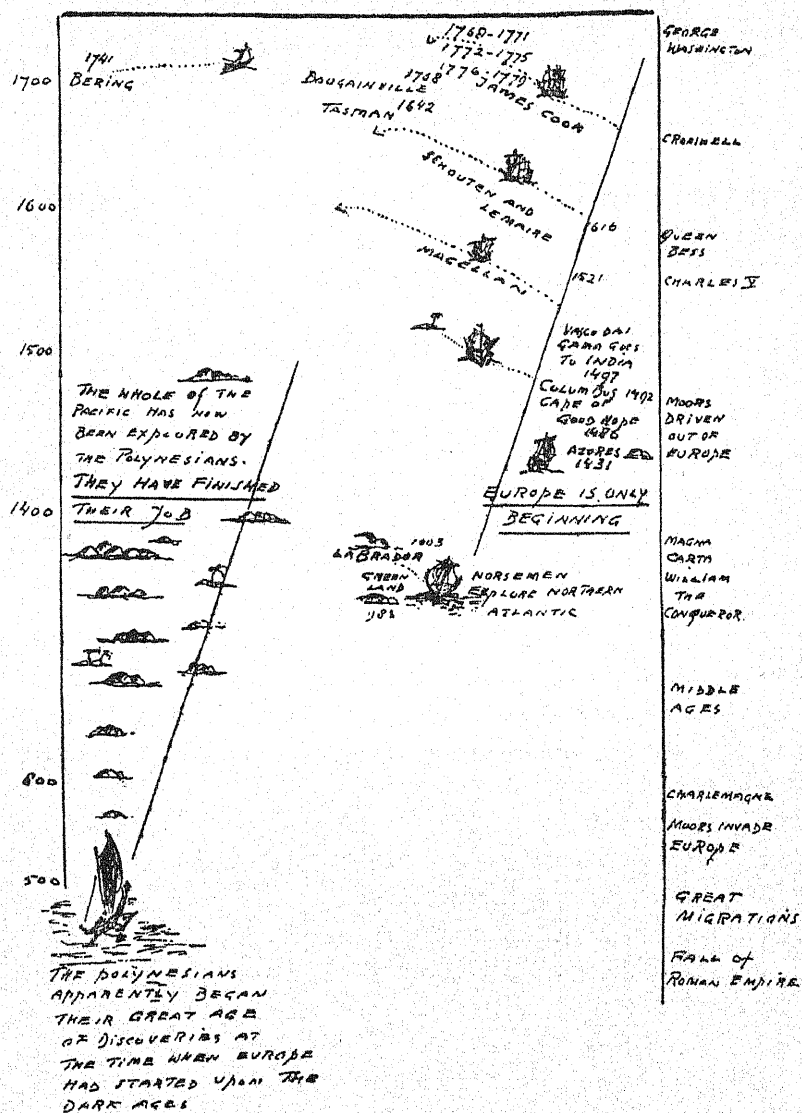 1700
1600
1500
1400
600
500
1741
BERING
1768-1771
1772-1775
1776-1779
JAMES COOK
BOUGAINVILLE 1768
TASMAN 1642
SCHOUTEN AND
LEMAIRE
1616
MAGELLAN
1521
VASCO DAI
GAMA GOES
TO INDIA
1497
COLUMBUS 1492
CAPE OF
GOOD HOPE
1486
AZORES
1431
EUROPE IS ONLY
BEGINNING
THE WHOLE OF THE
PACIFIC HAS NOW
BEEN EXPLORED BY
THE POLYNESIANS.
THEY HAVE FINISHED
THEIR JOB
1003
LABRADOR
GREEN
LAND
983
NORSEMEN
EXPLORE NORTHERN
ATLANTIC
GEORGE
WASHINGTON
CROMWELL
QUEEN
BESS
CHARLES V
MOORS
DRIVEN
OUT OF
EUROPE
MAGNA
CARTA
WILLIAM
THE
CONQUEROR.
MIDDLE
AGES
CHARLEMAGNE
MOORS INVADE
EUROPE
GREAT
MIGRATIONS
FALL OF
ROMAN EMPIRE
THE POLYNESIANS
APPARENTLY BEGAN
THEIR GREAT AGE
OF DISCOVERIES AT
THE TIME WHEN EUROPE
HAD STARTED UPON THE
DARK AGES